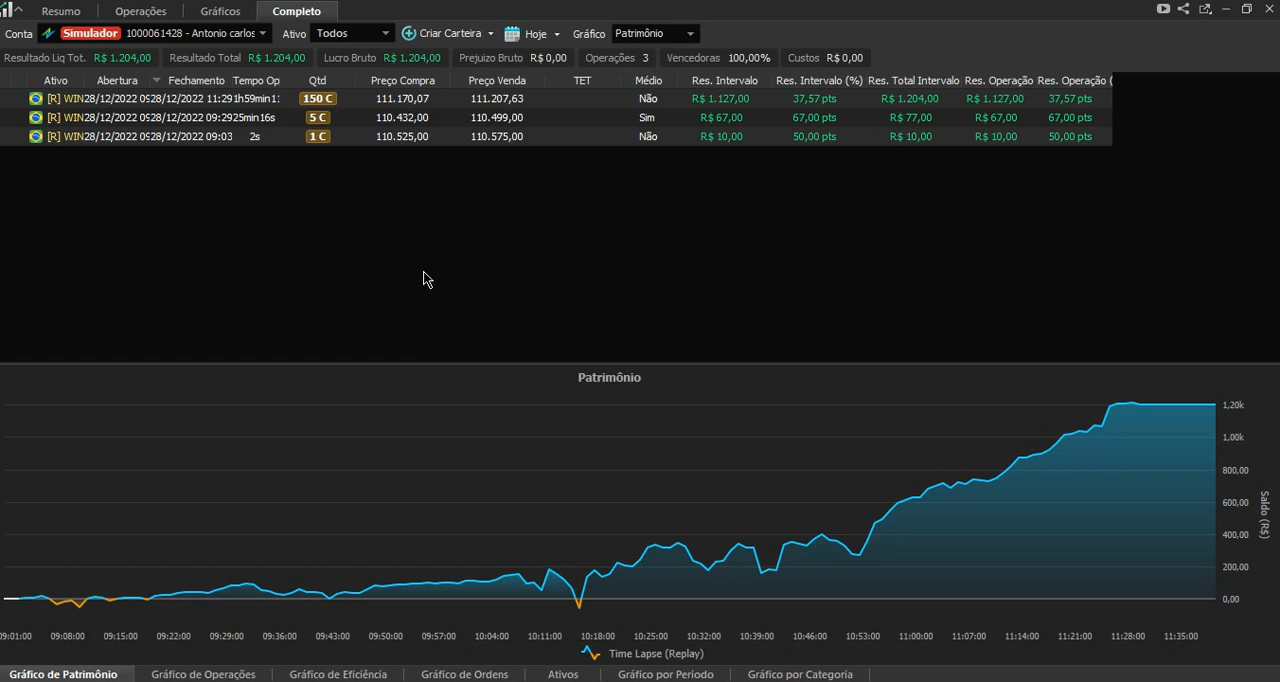 Resumo Operações Gráficos Completo
Conta Simulador 1000061428 - Antonio carlos Ativo Todos Criar Carteira Hoje Gráfico Patrimônio
Resultado Liq Tot. R$ 1.204,00 Resultado Total R$ 1.204,00 Lucro Bruto R$ 1.204,00 Prejuizo Bruto R$ 0,00 Operações 3 Vencedoras 100,00% Custos R$ 0,00
Ativo Abertura Fechamento Tempo Op Qtd Preço Compra Preço Venda TET Médio Res. Intervalo Res. Intervalo (%) Res. Total Intervalo Res. Operação Res. Operação (
[R] WIN 28/12/2022 28/12/2022 11:29 1h59min 150 C 111.170,07 111.207,63 Não R$ 1.127,00 37,57 pts R$ 1.204,00 R$ 1.127,00 37,57 pts
[R] WIN 28/12/2022 28/12/2022 09:29 25min16s 5 C 110.432,00 110.499,00 Sim R$ 67,00 67,00 pts R$ 77,00 R$ 67,00 67,00 pts
[R] WIN 28/12/2022 28/12/2022 09:03 2s 1 C 110.525,00 110.575,00 Não R$ 10,00 50,00 pts R$ 10,00 R$ 10,00 50,00 pts
Patrimônio
1,20k
1,00k
800,00
600,00
400,00
200,00
0,00
Saldo (R$)
09:01:00 09:08:00 09:15:00 09:22:00 09:29:00 09:36:00 09:43:00 09:50:00 09:57:00 10:04:00 10:11:00 10:18:00 10:25:00 10:32:00 10:39:00 10:46:00 10:53:00 11:00:00 11:07:00 11:14:00 11:21:00 11:28:00 11:35:00
Time Lapse (Replay)
Gráfico de Patrimônio Gráfico de Operações Gráfico de Eficiência Gráfico de Ordens Ativos Gráfico por Periodo Gráfico por Categoria